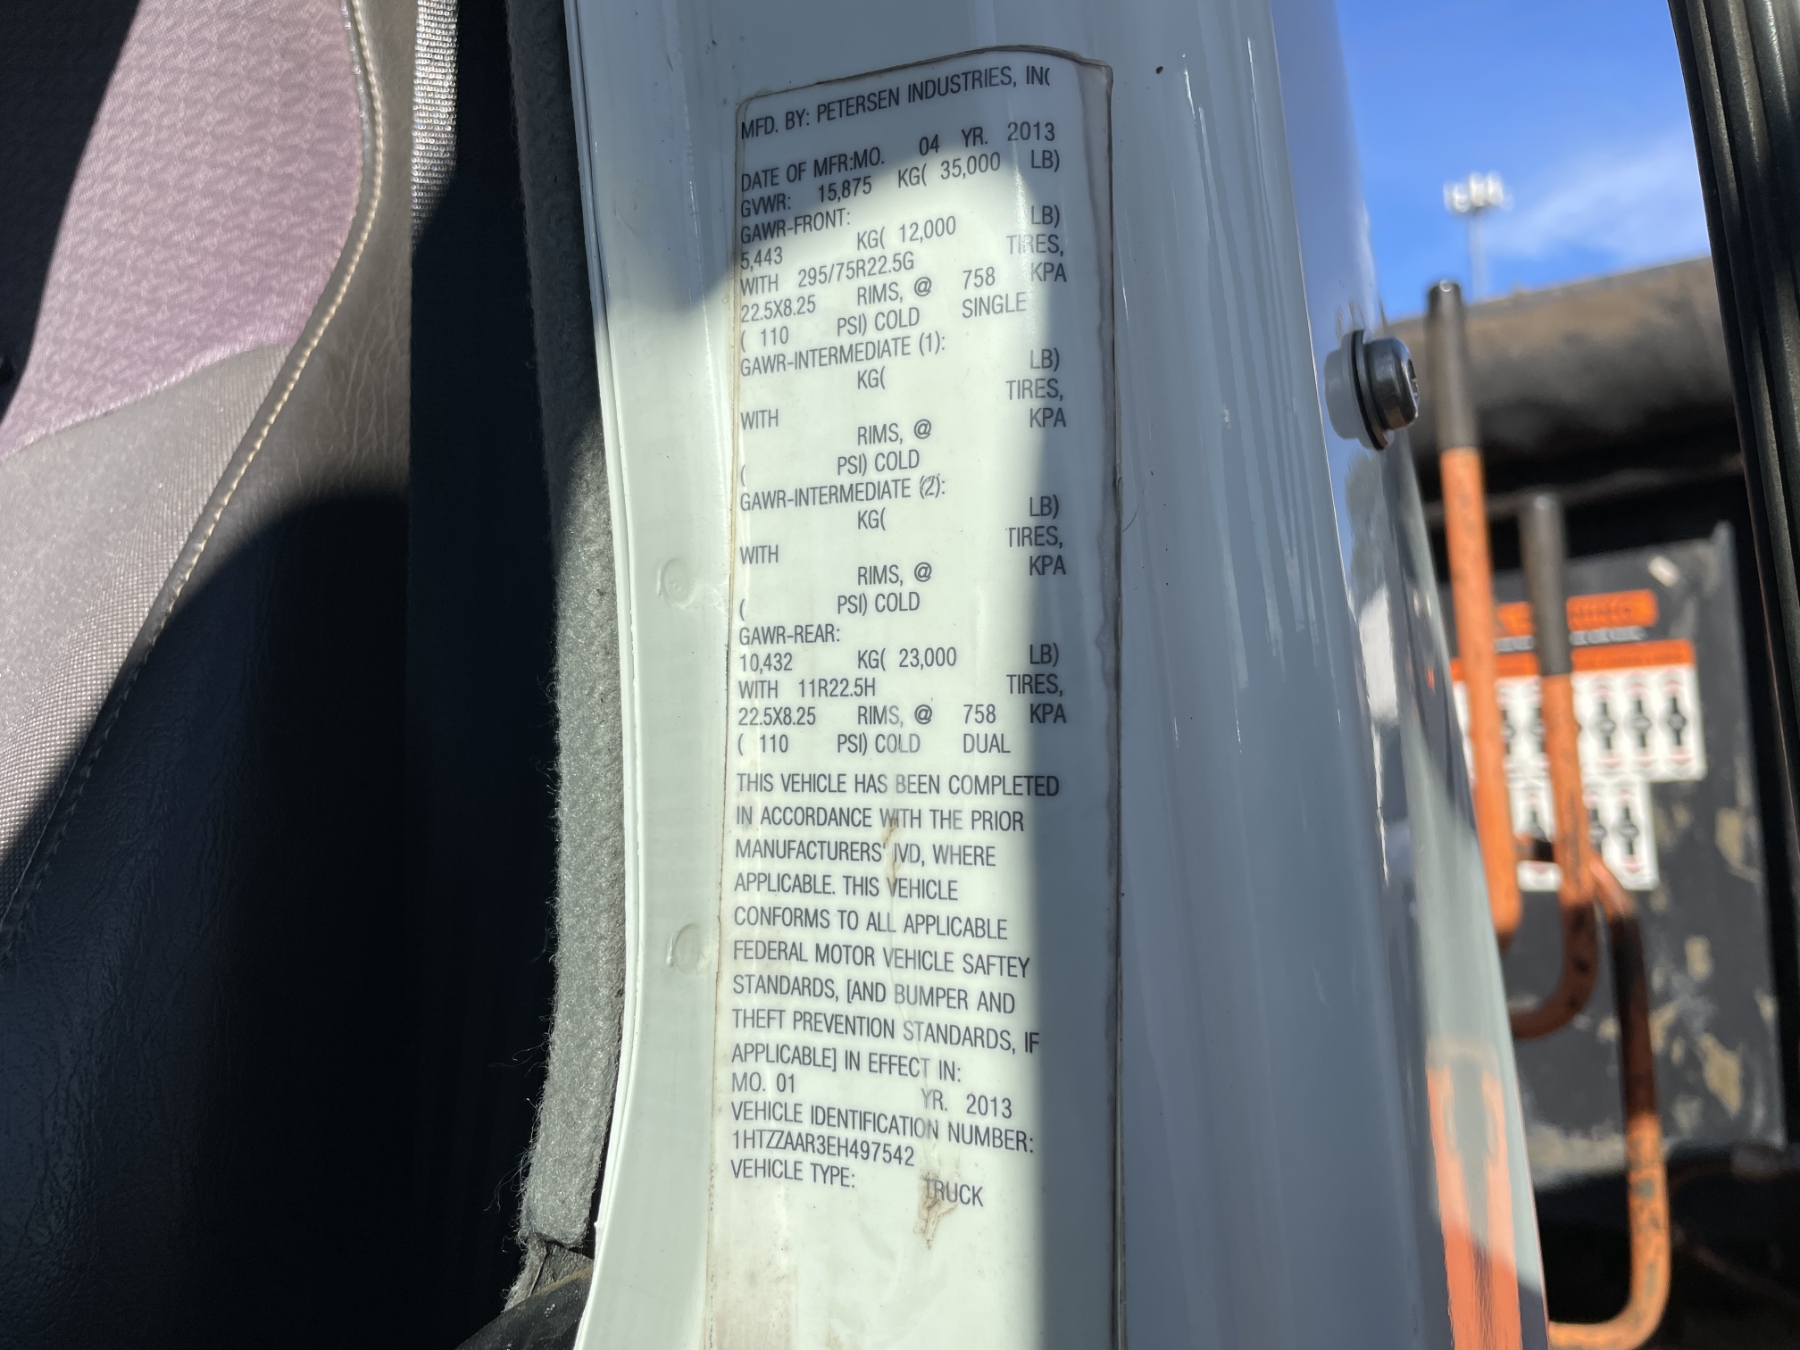 MFD. BY: PETERSEN INDUSTRIES, INC
DATE OF MFR:MO. 04 YR. 2013
GVWR: 15,875 KG( 35,000 LB)
GAWR-FRONT:
5,443 KG( 12,000 LB)
WITH 295/75R22.5G TIRES,
22.5X8.25 RIMS, @ 758 KPA
( 110 PSI) COLD SINGLE
GAWR-INTERMEDIATE (1):
KG( LB)
WITH TIRES,
RIMS, @ KPA
( PSI) COLD
GAWR-INTERMEDIATE (2):
KG( LB)
WITH TIRES,
RIMS, @ KPA
( PSI) COLD
GAWR-REAR:
10,432 KG( 23,000 LB)
WITH 11R22.5H TIRES,
22.5X8.25 RIMS, @ 758 KPA
( 110 PSI) COLD DUAL
THIS VEHICLE HAS BEEN COMPLETED
IN ACCORDANCE WITH THE PRIOR
MANUFACTURERS' IVD, WHERE
APPLICABLE. THIS VEHICLE
CONFORMS TO ALL APPLICABLE
FEDERAL MOTOR VEHICLE SAFTEY
STANDARDS, [AND BUMPER AND
THEFT PREVENTION STANDARDS, IF
APPLICABLE] IN EFFECT IN:
MO. 01 YR. 2013
VEHICLE IDENTIFICATION NUMBER:
1HTZZAAR3EH497542
VEHICLE TYPE: TRUCK